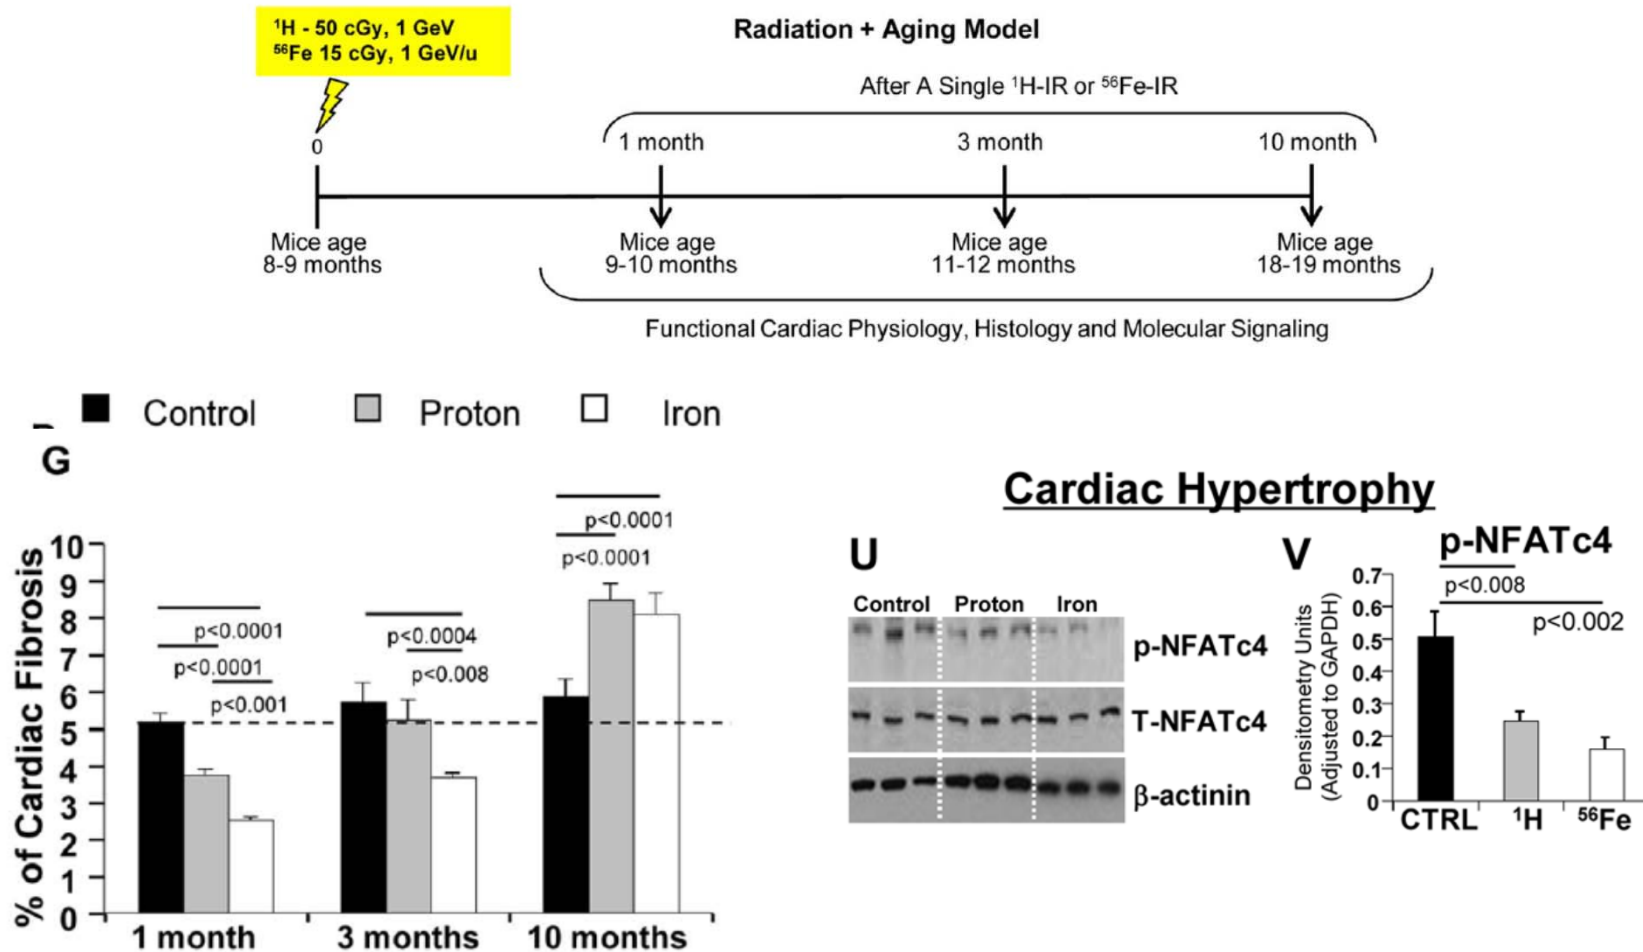 ¹H - 50 cGy, 1 GeV
⁵⁶Fe 15 cGy, 1 GeV/u
Radiation + Aging Model
After A Single ¹H-IR or ⁵⁶Fe-IR
0
1 month
3 month
10 month
Mice age
8-9 months
Mice age
9-10 months
Mice age
11-12 months
Mice age
18-19 months
Functional Cardiac Physiology, Histology and Molecular Signaling
Control
Proton
Iron
G
% of Cardiac Fibrosis
10
9
8
7
6
5
4
3
2
1
0
p<0.0001
p<0.0001
p<0.001
p<0.0004
p<0.008
p<0.0001
p<0.0001
1 month
3 months
10 months
Cardiac Hypertrophy
U
Control
Proton
Iron
p-NFATc4
T-NFATc4
β-actinin
V
p-NFATc4
p<0.008
p<0.002
Densitometry Units
(Adjusted to GAPDH)
0.7
0.6
0.5
0.4
0.3
0.2
0.1
0
CTRL
¹H
⁵⁶Fe